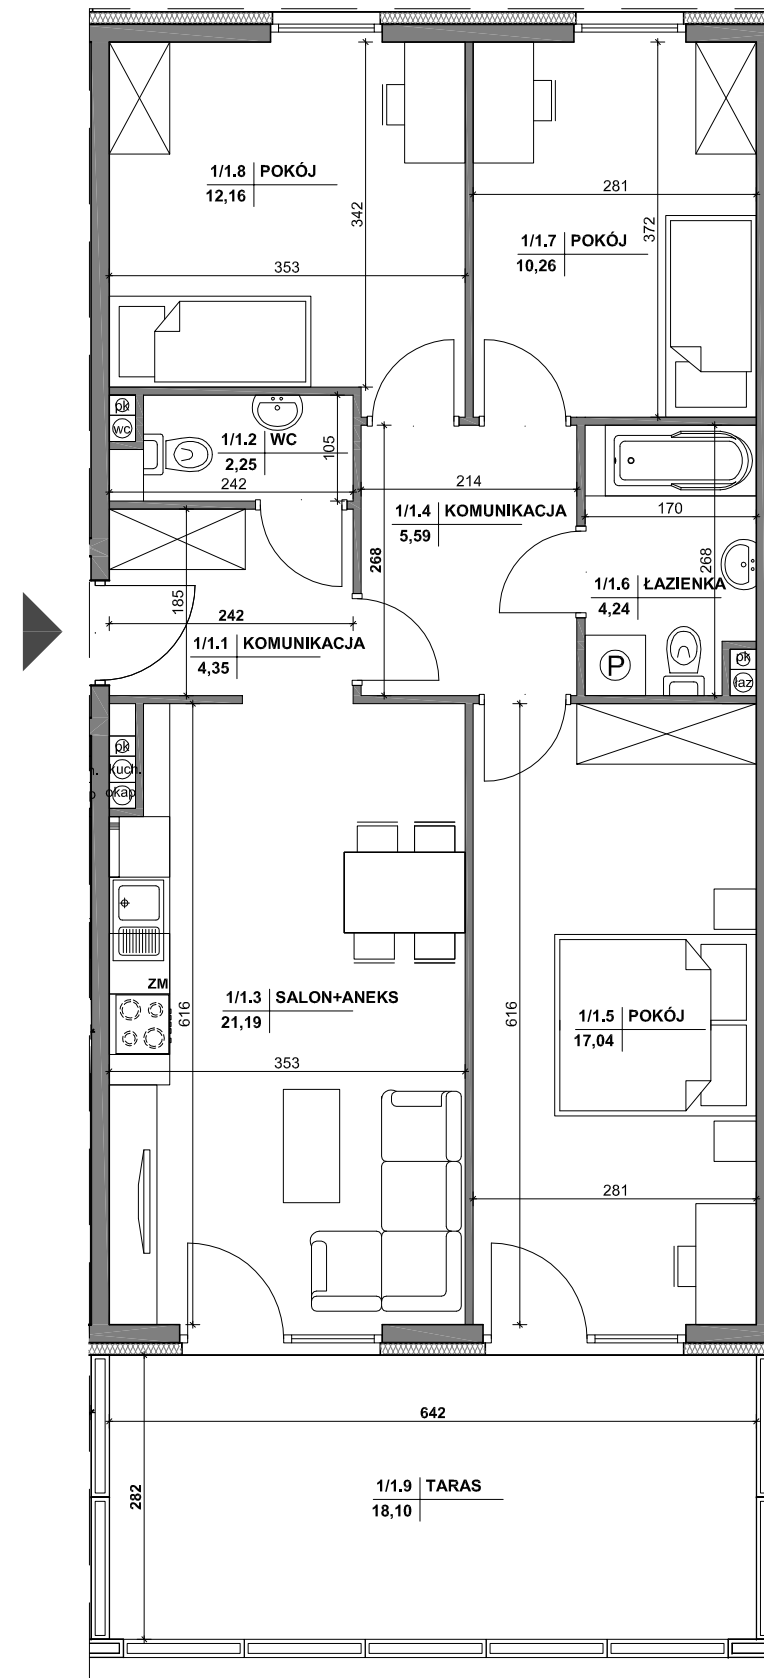 1/1.8 POKÓJ
12,16
342
353
281
372
1/1.7 POKÓJ
10,26
pk
wc
1/1.2 WC
2,25
105
242
214
1/1.4 KOMUNIKACJA
5,59
268
170
268
1/1.6 ŁAZIENKA
4,24
185
242
1/1.1 KOMUNIKACJA
4,35
P
pk
łaz
pk
kuch.
okap
ZM
1/1.3 SALON+ANEKS
21,19
616
353
616
1/1.5 POKÓJ
17,04
281
642
282
1/1.9 TARAS
18,10